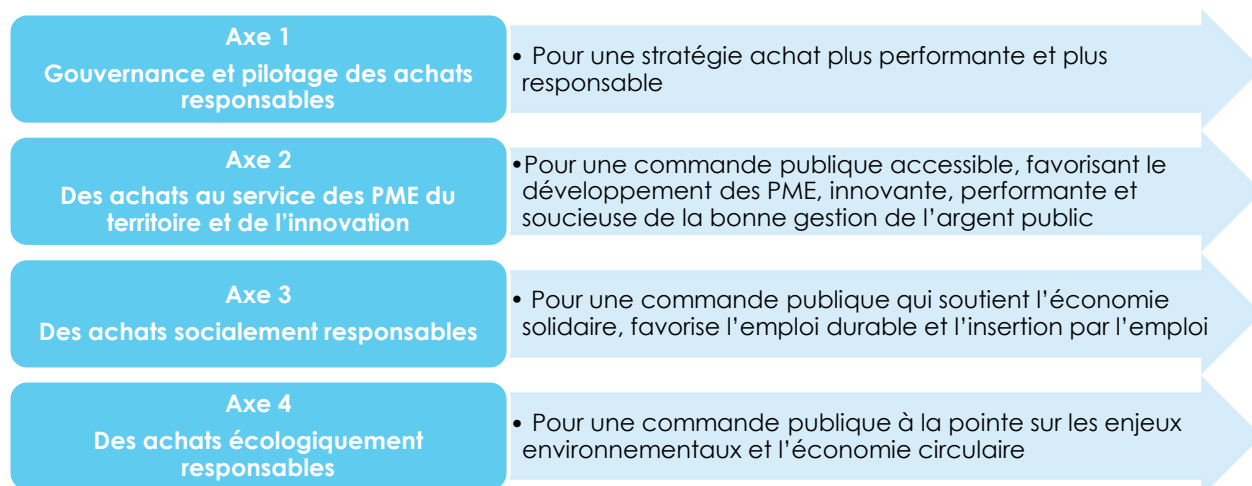 Axe 1
Gouvernance et pilotage des achats
responsables
• Pour une stratégie achat plus performante et plus
responsable
Axe 2
Des achats au service des PME du
territoire et de l’innovation
•Pour une commande publique accessible, favorisant le
développement des PME, innovante, performante et
soucieuse de la bonne gestion de l’argent public
Axe 3
Des achats socialement responsables
• Pour une commande publique qui soutient l’économie
solidaire, favorise l’emploi durable et l’insertion par l’emploi
Axe 4
Des achats écologiquement
responsables
• Pour une commande publique à la pointe sur les enjeux
environnementaux et l’économie circulaire